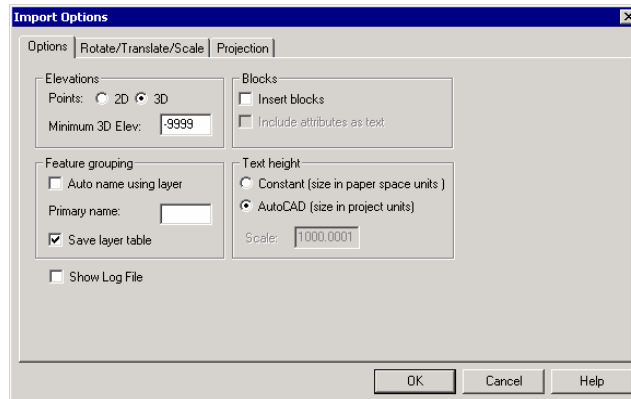 Import Options
Options Rotate/Translate/Scale Projection
Elevations
Points: 2D 3D
Minimum 3D Elev: -9999
Blocks
Insert blocks
Include attributes as text
Feature grouping
Auto name using layer
Primary name:
Save layer table
Text height
Constant (size in paper space units )
AutoCAD (size in project units)
Scale: 1000.0001
Show Log File
OK Cancel Help